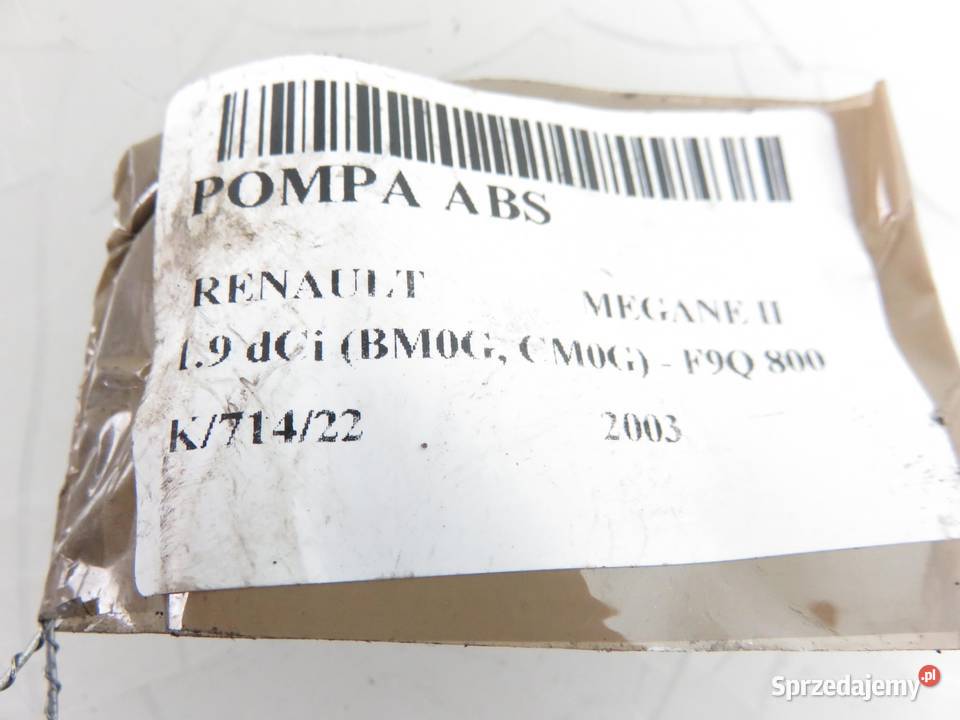 POMPA ABS
RENAULT MEGANE II
1.9 dCi (BM0G, CM0G) - F9Q 800
K/714/22 2003
Sprzedajemy.pl